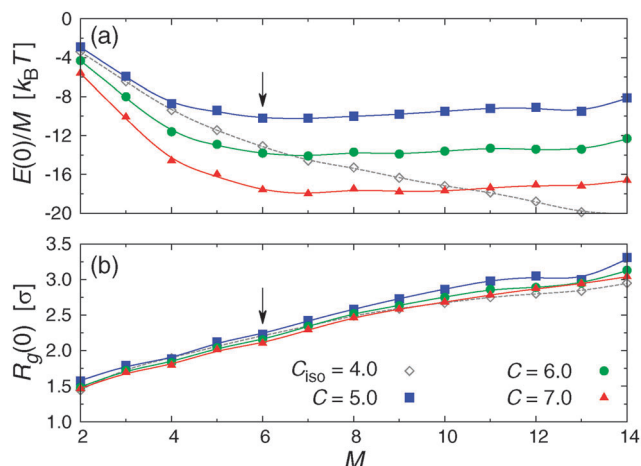 (a)
E(0)/M [k_BT]
0
-4
-8
-12
-16
-20
(b)
R_g(0) [σ]
3.5
3.0
2.5
2.0
1.5
1.0
C_iso = 4.0
C = 6.0
C = 5.0
C = 7.0
2 4 6 8 10 12 14
M